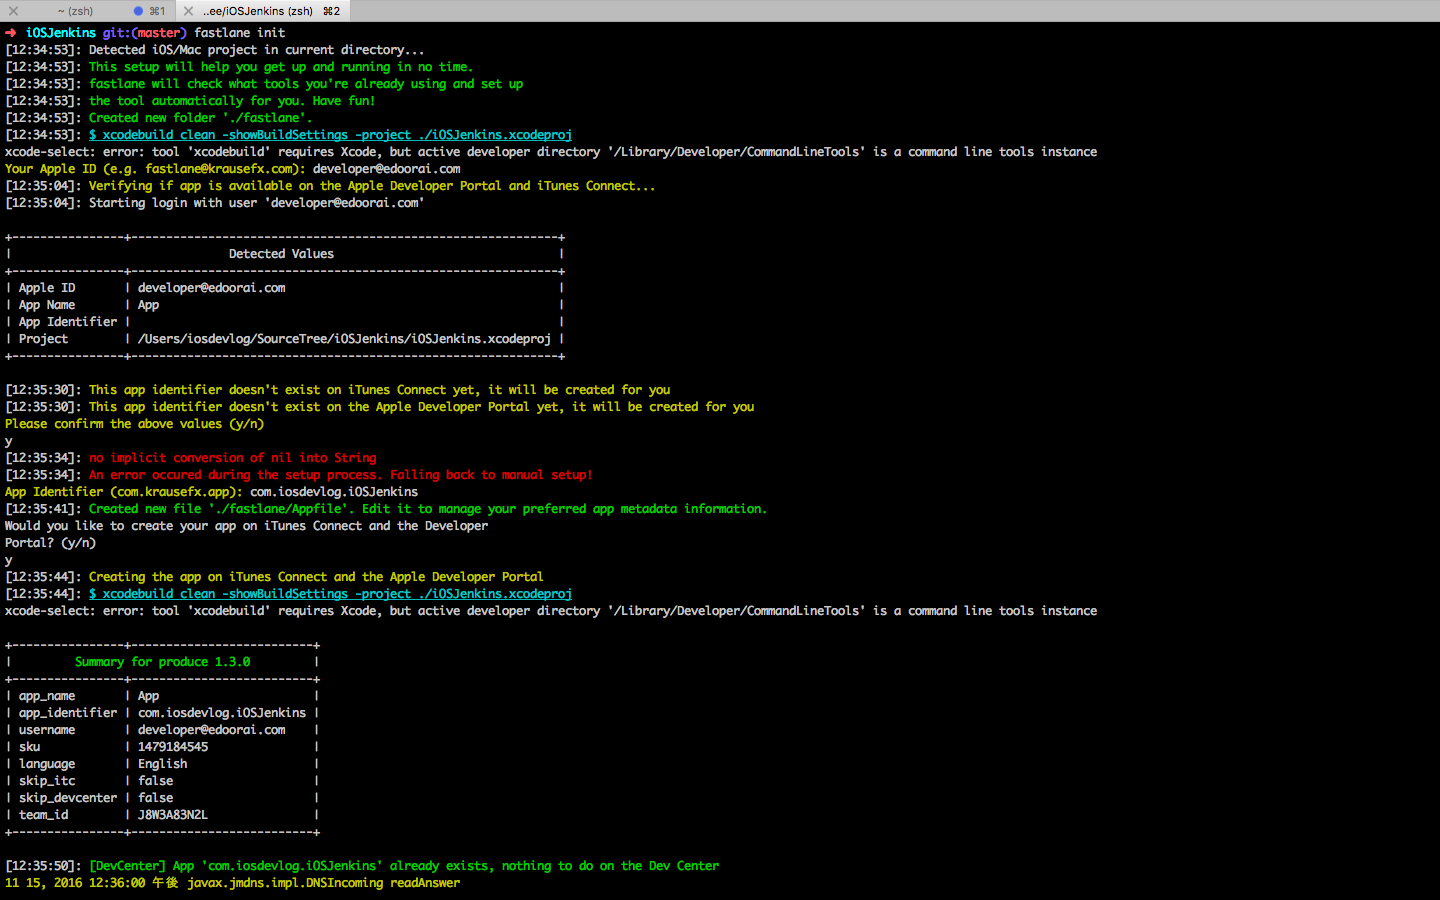 ~ (zsh) ⌘1 ..ee/iOSJenkins (zsh) ⌘2
➜ iOSJenkins git:(master) fastlane init
[12:34:53]: Detected iOS/Mac project in current directory...
[12:34:53]: This setup will help you get up and running in no time.
[12:34:53]: fastlane will check what tools you're already using and set up
[12:34:53]: the tool automatically for you. Have fun!
[12:34:53]: Created new folder './fastlane'.
[12:34:53]: $ xcodebuild clean -showBuildSettings -project ./iOSJenkins.xcodeproj
xcode-select: error: tool 'xcodebuild' requires Xcode, but active developer directory '/Library/Developer/CommandLineTools' is a command line tools instance
Your Apple ID (e.g. fastlane@krausefx.com): developer@edoorai.com
[12:35:04]: Verifying if app is available on the Apple Developer Portal and iTunes Connect...
[12:35:04]: Starting login with user 'developer@edoorai.com'
+----------------+-------------------------------------------------------------+
| Detected Values |
+----------------+-------------------------------------------------------------+
| Apple ID | developer@edoorai.com |
| App Name | App |
| App Identifier | |
| Project | /Users/iosdevlog/SourceTree/iOSJenkins/iOSJenkins.xcodeproj |
+----------------+-------------------------------------------------------------+
[12:35:30]: This app identifier doesn't exist on iTunes Connect yet, it will be created for you
[12:35:30]: This app identifier doesn't exist on the Apple Developer Portal yet, it will be created for you
Please confirm the above values (y/n)
y
[12:35:34]: no implicit conversion of nil into String
[12:35:34]: An error occured during the setup process. Falling back to manual setup!
App Identifier (com.krausefx.app): com.iosdevlog.iOSJenkins
[12:35:41]: Created new file './fastlane/Appfile'. Edit it to manage your preferred app metadata information.
Would you like to create your app on iTunes Connect and the Developer
Portal? (y/n)
y
[12:35:44]: Creating the app on iTunes Connect and the Apple Developer Portal
[12:35:44]: $ xcodebuild clean -showBuildSettings -project ./iOSJenkins.xcodeproj
xcode-select: error: tool 'xcodebuild' requires Xcode, but active developer directory '/Library/Developer/CommandLineTools' is a command line tools instance
+----------------+--------------------------+
| Summary for produce 1.3.0 |
+----------------+--------------------------+
| app_name | App |
| app_identifier | com.iosdevlog.iOSJenkins |
| username | developer@edoorai.com |
| sku | 1479184545 |
| language | English |
| skip_itc | false |
| skip_devcenter | false |
| team_id | J8W3A83N2L |
+----------------+--------------------------+
[12:35:50]: [DevCenter] App 'com.iosdevlog.iOSJenkins' already exists, nothing to do on the Dev Center
11 15, 2016 12:36:00 午後 javax.jmdns.impl.DNSIncoming readAnswer